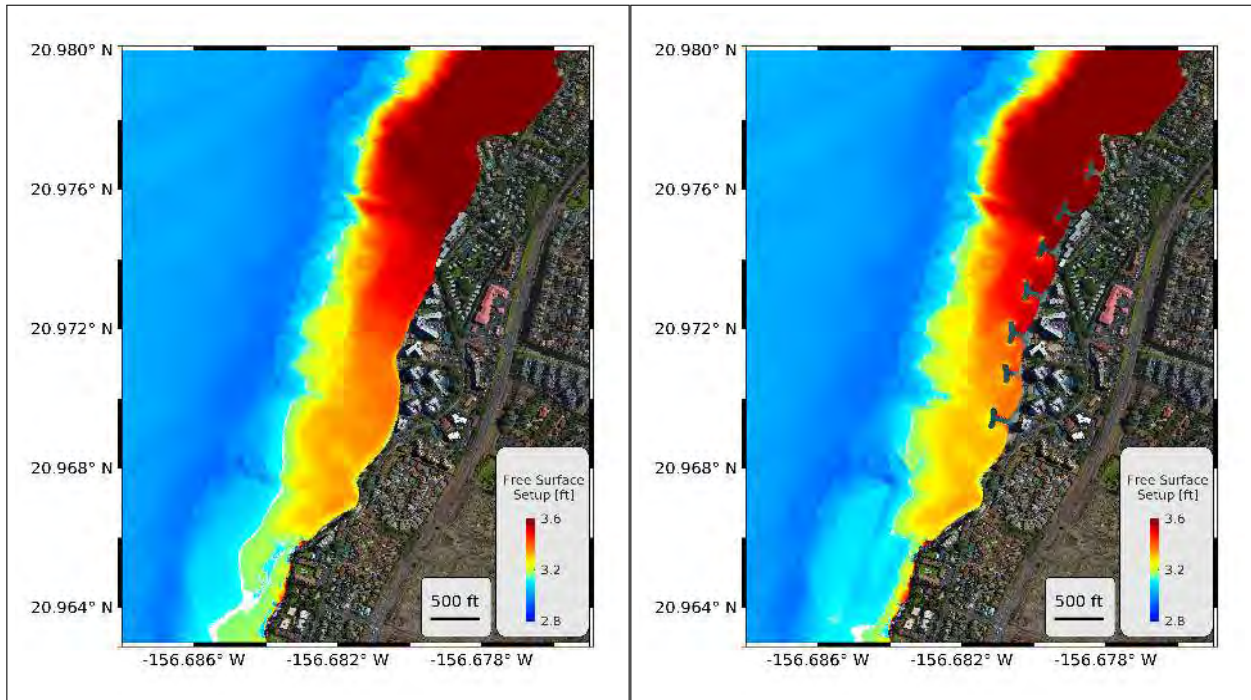 20.980° N
20.976° N
20.972° N
20.968° N
20.964° N
-156.686° W
-156.682° W
-156.678° W
Free Surface
Setup [ft]
3.6
3.2
2.8
500 ft
20.980° N
20.976° N
20.972° N
20.968° N
20.964° N
-156.686° W
-156.682° W
-156.678° W
Free Surface
Setup [ft]
3.6
3.2
2.8
500 ft